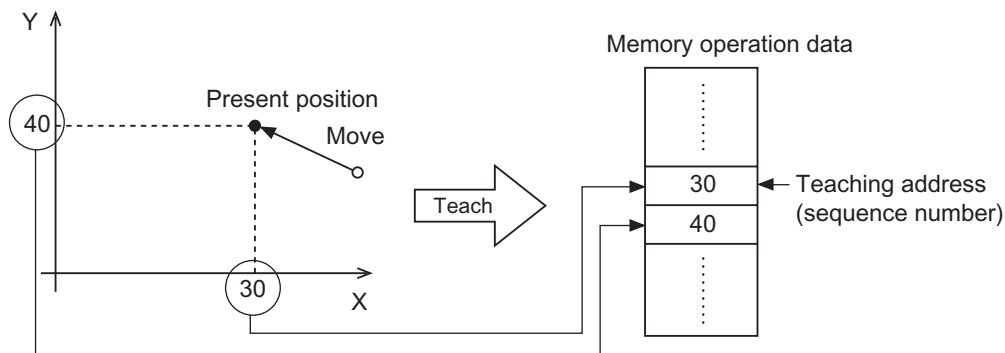 Y
Memory operation data
Present position
40
Move
30
Teaching address
Teach
(sequence number)
40
30
X